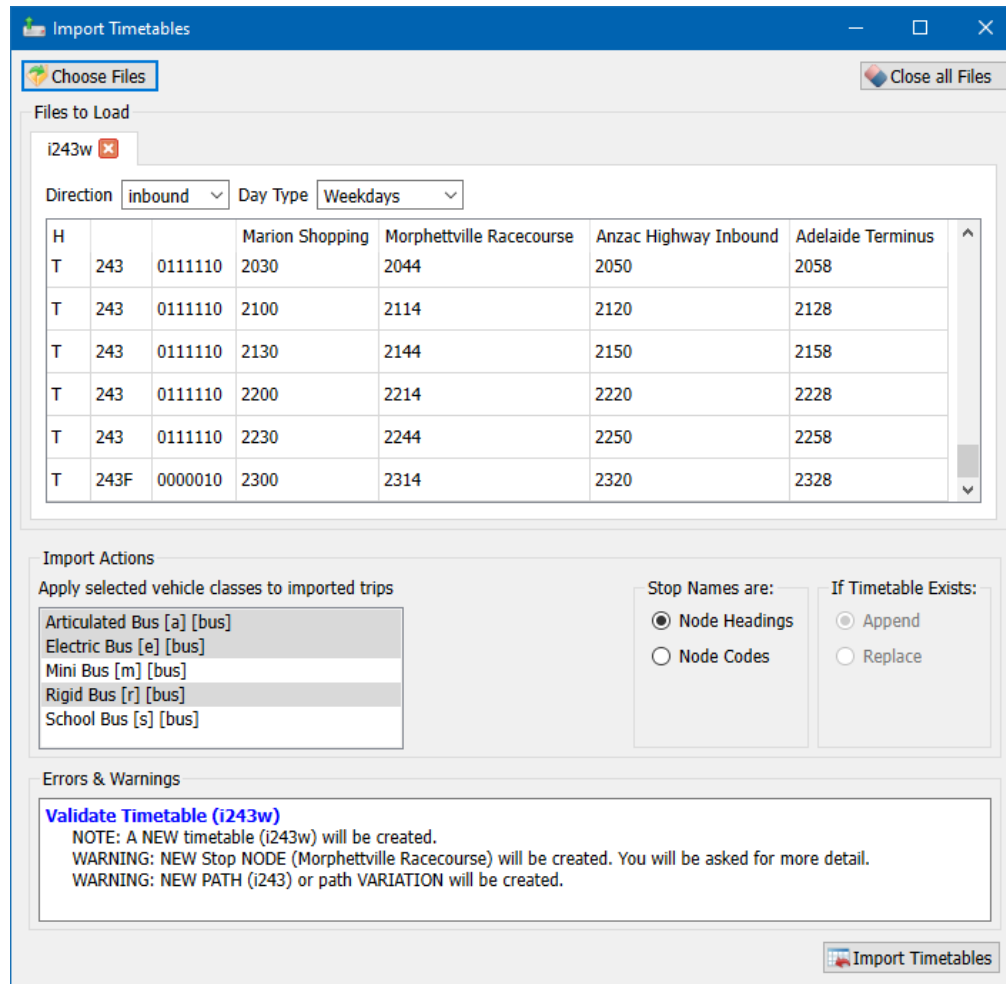 Import Timetables
Choose Files Close all Files
Files to Load
i243w
Direction inbound Day Type Weekdays
H Marion Shopping Morphettville Racecourse Anzac Highway Inbound Adelaide Terminus
T 243 0111110 2030 2044 2050 2058
T 243 0111110 2100 2114 2120 2128
T 243 0111110 2130 2144 2150 2158
T 243 0111110 2200 2214 2220 2228
T 243 0111110 2230 2244 2250 2258
T 243F 0000010 2300 2314 2320 2328
Import Actions
Apply selected vehicle classes to imported trips
Articulated Bus [a] [bus]
Electric Bus [e] [bus]
Mini Bus [m] [bus]
Rigid Bus [r] [bus]
School Bus [s] [bus]
Stop Names are:
Node Headings
Node Codes
If Timetable Exists:
Append
Replace
Errors & Warnings
Validate Timetable (i243w)
NOTE: A NEW timetable (i243w) will be created.
WARNING: NEW Stop NODE (Morphettville Racecourse) will be created. You will be asked for more detail.
WARNING: NEW PATH (i243) or path VARIATION will be created.
Import Timetables